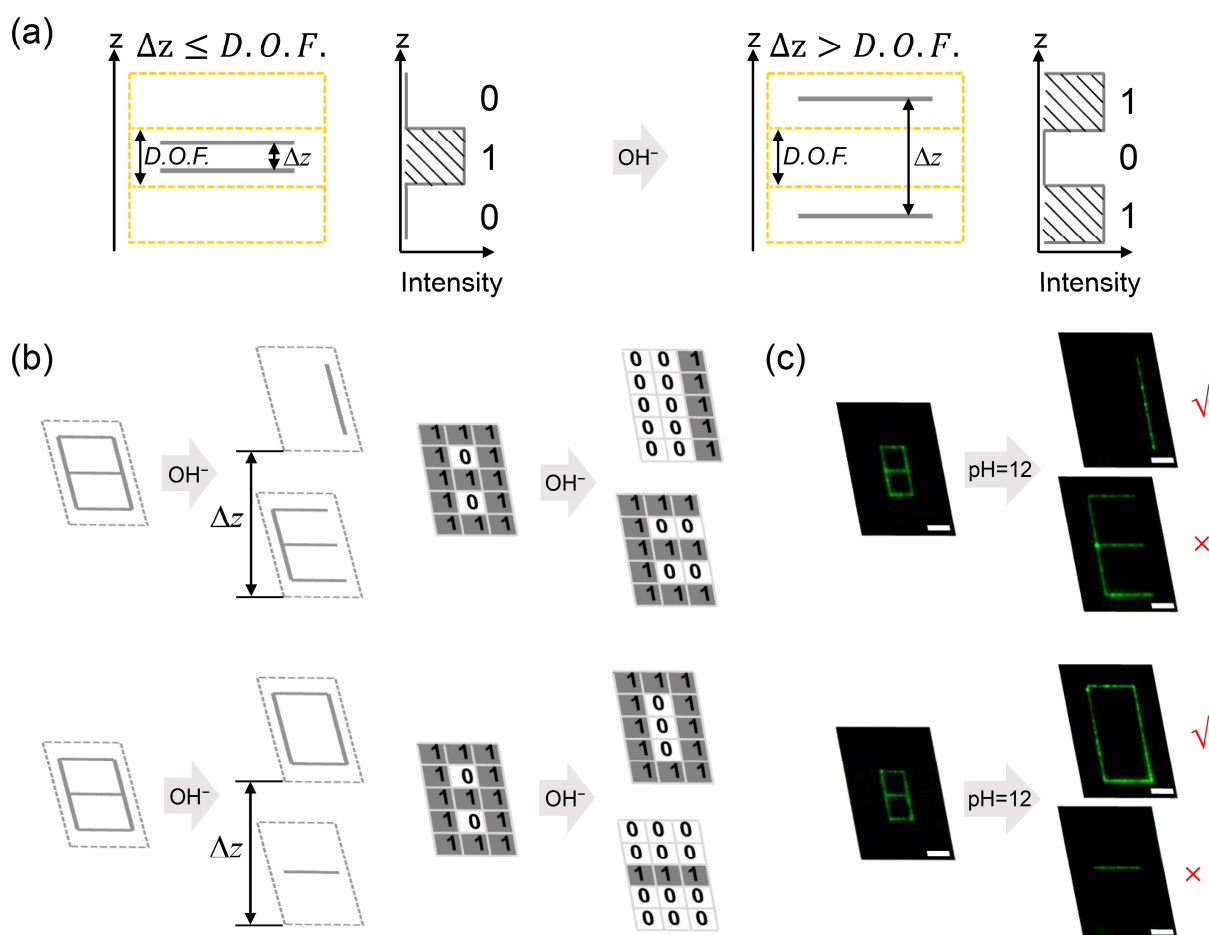 (a)
z Δz ≤ D.O.F.
D.O.F.
Δz
z
0
1
0
Intensity
OH⁻
z Δz > D.O.F.
D.O.F.
Δz
z
1
0
1
Intensity
(b)
OH⁻
Δz
1 1 1
1 0 1
1 1 1
1 0 1
1 1 1
OH⁻
0 0 1
0 0 1
0 0 1
0 0 1
0 0 1
1 1 1
1 0 0
1 1 1
1 0 0
1 1 1
(c)
pH=12
√
×
OH⁻
Δz
1 1 1
1 0 1
1 1 1
1 0 1
1 1 1
OH⁻
1 1 1
1 0 1
1 0 1
1 0 1
1 1 1
0 0 0
0 0 0
1 1 1
0 0 0
0 0 0
pH=12
√
×